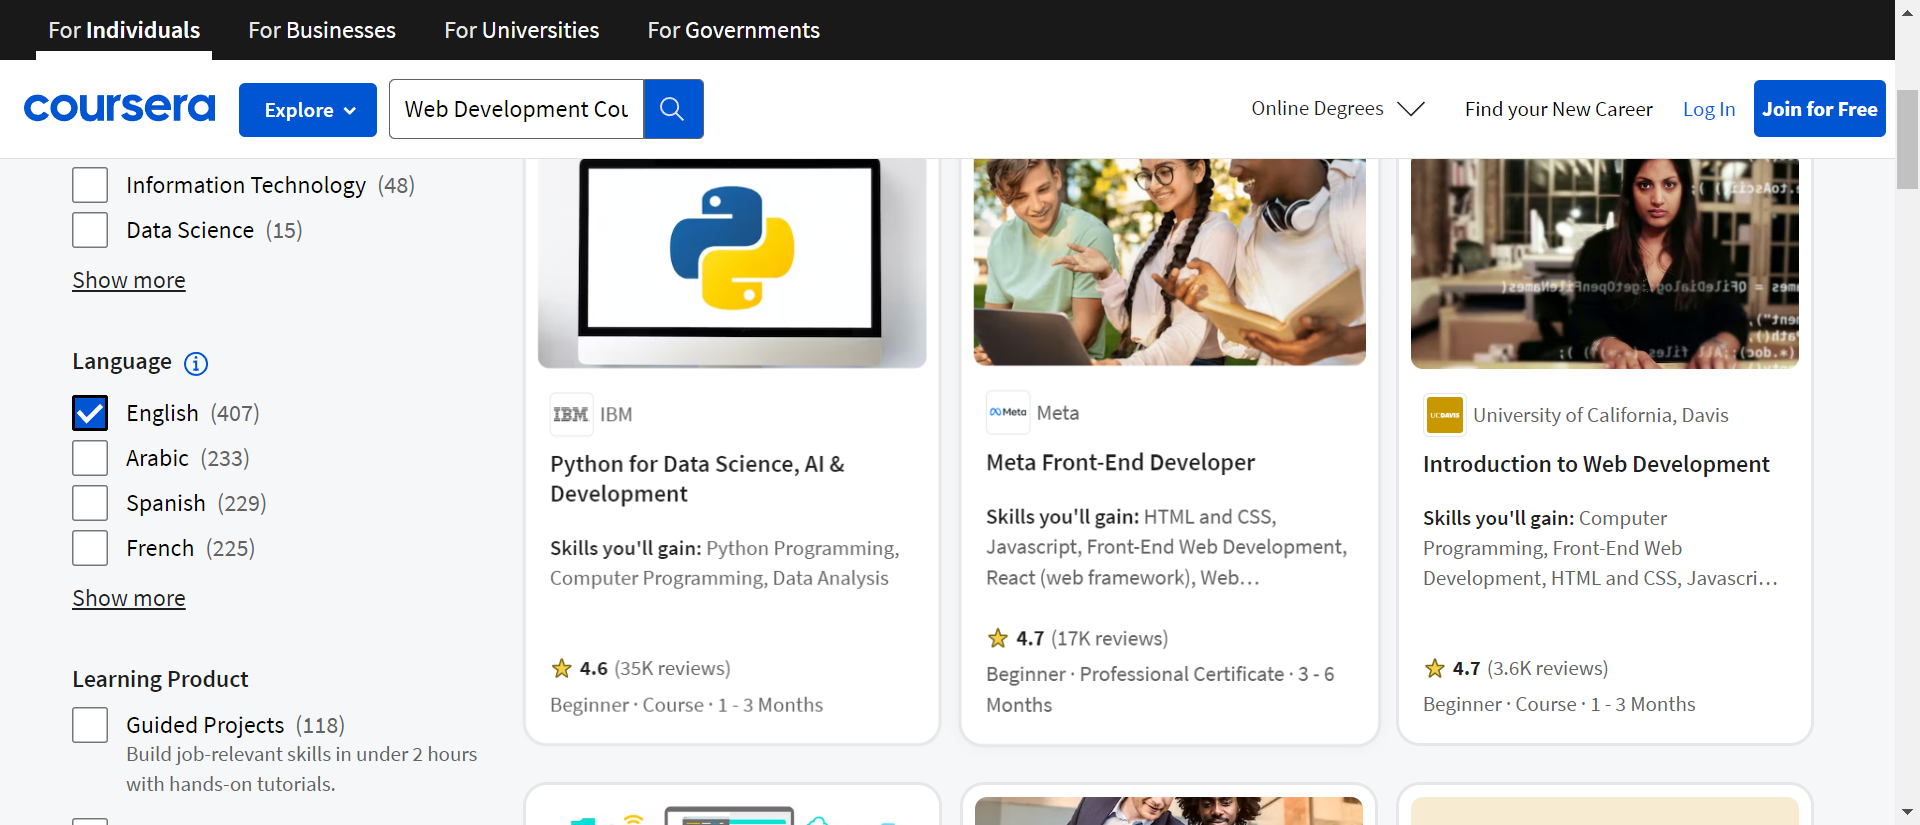 For Individuals
For Businesses
For Universities
For Governments
coursera
Explore
Web Development Cou
Online Degrees
Find your New Career
Log In
Join for Free
Information Technology (48)
Data Science (15)
Show more
Language
English (407)
Arabic (233)
Spanish (229)
French (225)
Show more
Learning Product
Guided Projects (118)
Build job-relevant skills in under 2 hours
with hands-on tutorials.
IBM IBM
Python for Data Science, AI &
Development
Skills you'll gain: Python Programming,
Computer Programming, Data Analysis
4.6 (35K reviews)
Beginner · Course · 1 - 3 Months
Meta Meta
Meta Front-End Developer
Skills you'll gain: HTML and CSS,
Javascript, Front-End Web Development,
React (web framework), Web...
4.7 (17K reviews)
Beginner · Professional Certificate · 3 - 6
Months
UCDAVIS University of California, Davis
Introduction to Web Development
Skills you'll gain: Computer
Programming, Front-End Web
Development, HTML and CSS, Javascri...
4.7 (3.6K reviews)
Beginner · Course · 1 - 3 Months